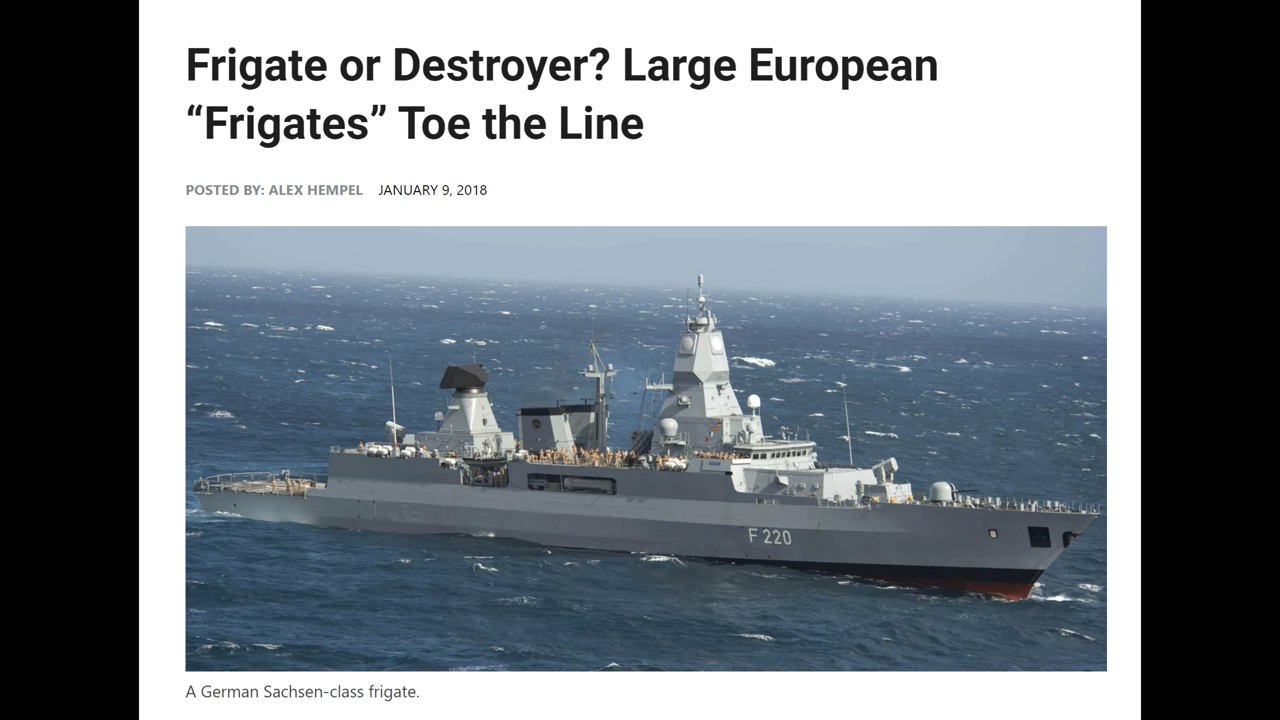 Frigate or Destroyer? Large European
“Frigates” Toe the Line
POSTED BY: ALEX HEMPEL JANUARY 9, 2018
F 220
A German Sachsen-class frigate.